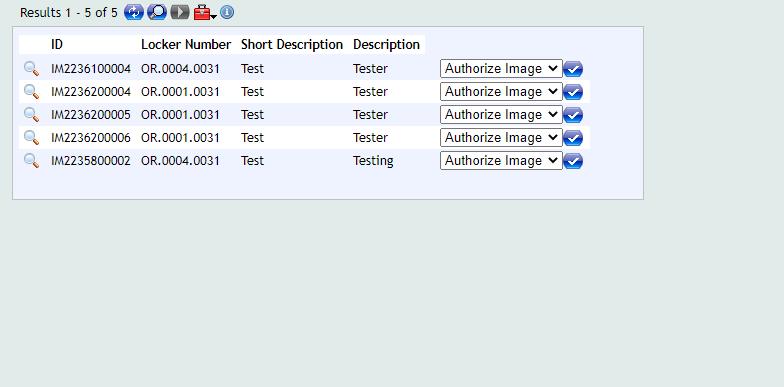 Results 1 - 5 of 5
ID Locker Number Short Description Description
IM2236100004 OR.0004.0031 Test Tester Authorize Image
IM2236200004 OR.0001.0031 Test Tester Authorize Image
IM2236200005 OR.0001.0031 Test Tester Authorize Image
IM2236200006 OR.0001.0031 Test Tester Authorize Image
IM2235800002 OR.0004.0031 Test Testing Authorize Image